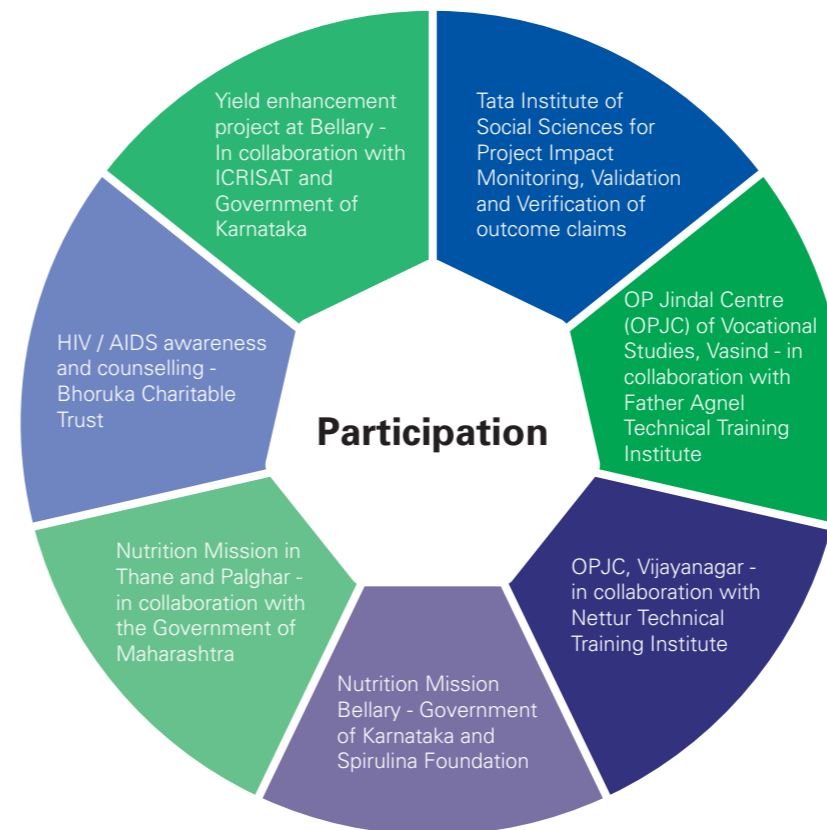 Yield enhancement
project at Bellary -
In collaboration with
ICRISAT and
Government of
Karnataka
Tata Institute of
Social Sciences for
Project Impact
Monitoring, Validation
and Verification of
outcome claims
OP Jindal Centre
(OPJC) of Vocational
Studies, Vasind - in
collaboration with
Father Agnel
Technical Training
Institute
HIV / AIDS awareness
and counselling -
Bhoruka Charitable
Trust
Participation
Nutrition Mission in
Thane and Palghar -
in collaboration with
the Government of
Maharashtra
OPJC, Vijayanagar -
in collaboration with
Nettur Technical
Training Institute
Nutrition Mission
Bellary - Government
of Karnataka and
Spirulina Foundation